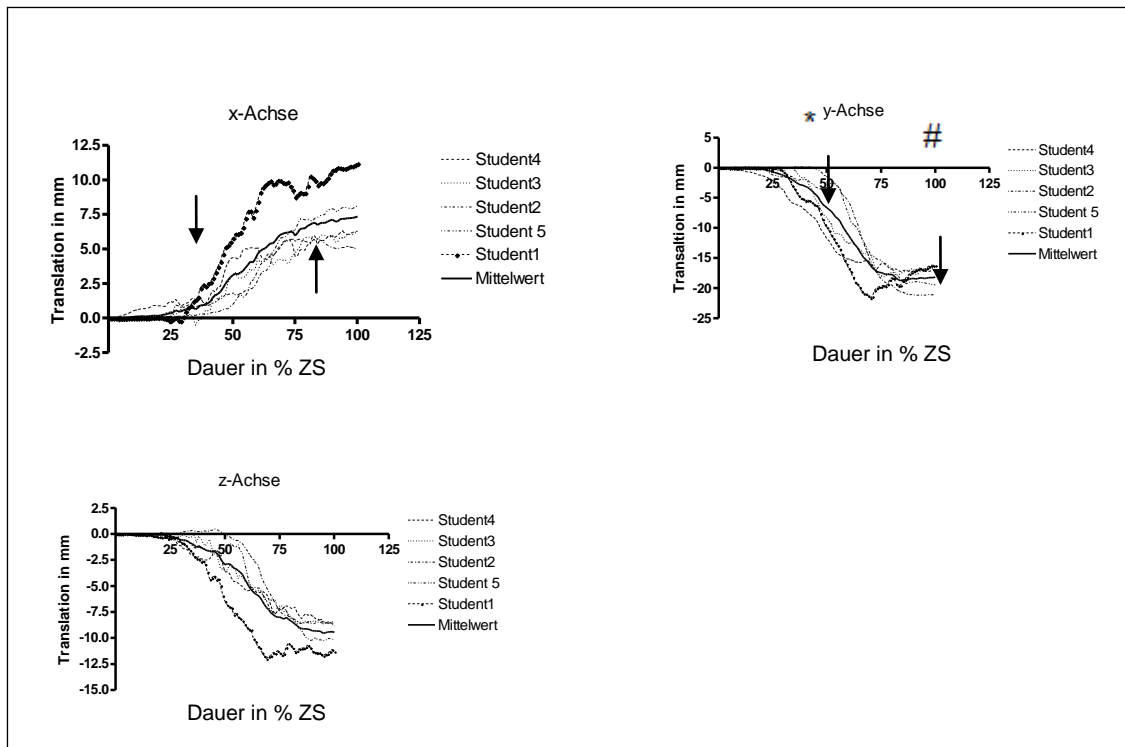 x-Achse
Translation in mm
12.5
10.0
7.5
5.0
2.5
0.0
-2.5
25
50
75
100
125
Dauer in % ZS
Student4
Student3
Student2
Student 5
Student1
Mittelwert
* y-Achse
#
Transaltion in mm
5
0
-5
-10
-15
-20
-25
25
50
75
100
125
Dauer in % ZS
Student4
Student3
Student2
Student 5
Student1
Mittelwert
z-Achse
Translation in mm
2.5
0.0
-2.5
-5.0
-7.5
-10.0
-12.5
-15.0
25
50
75
100
125
Dauer in % ZS
Student4
Student3
Student2
Student 5
Student1
Mittelwert